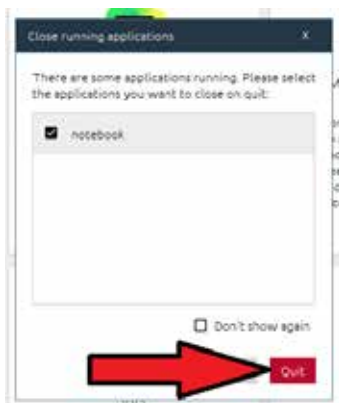 Close running applications
X
There are some applications running. Please select
the applications you want to close on quit:
notebook
Don't show again
Quit